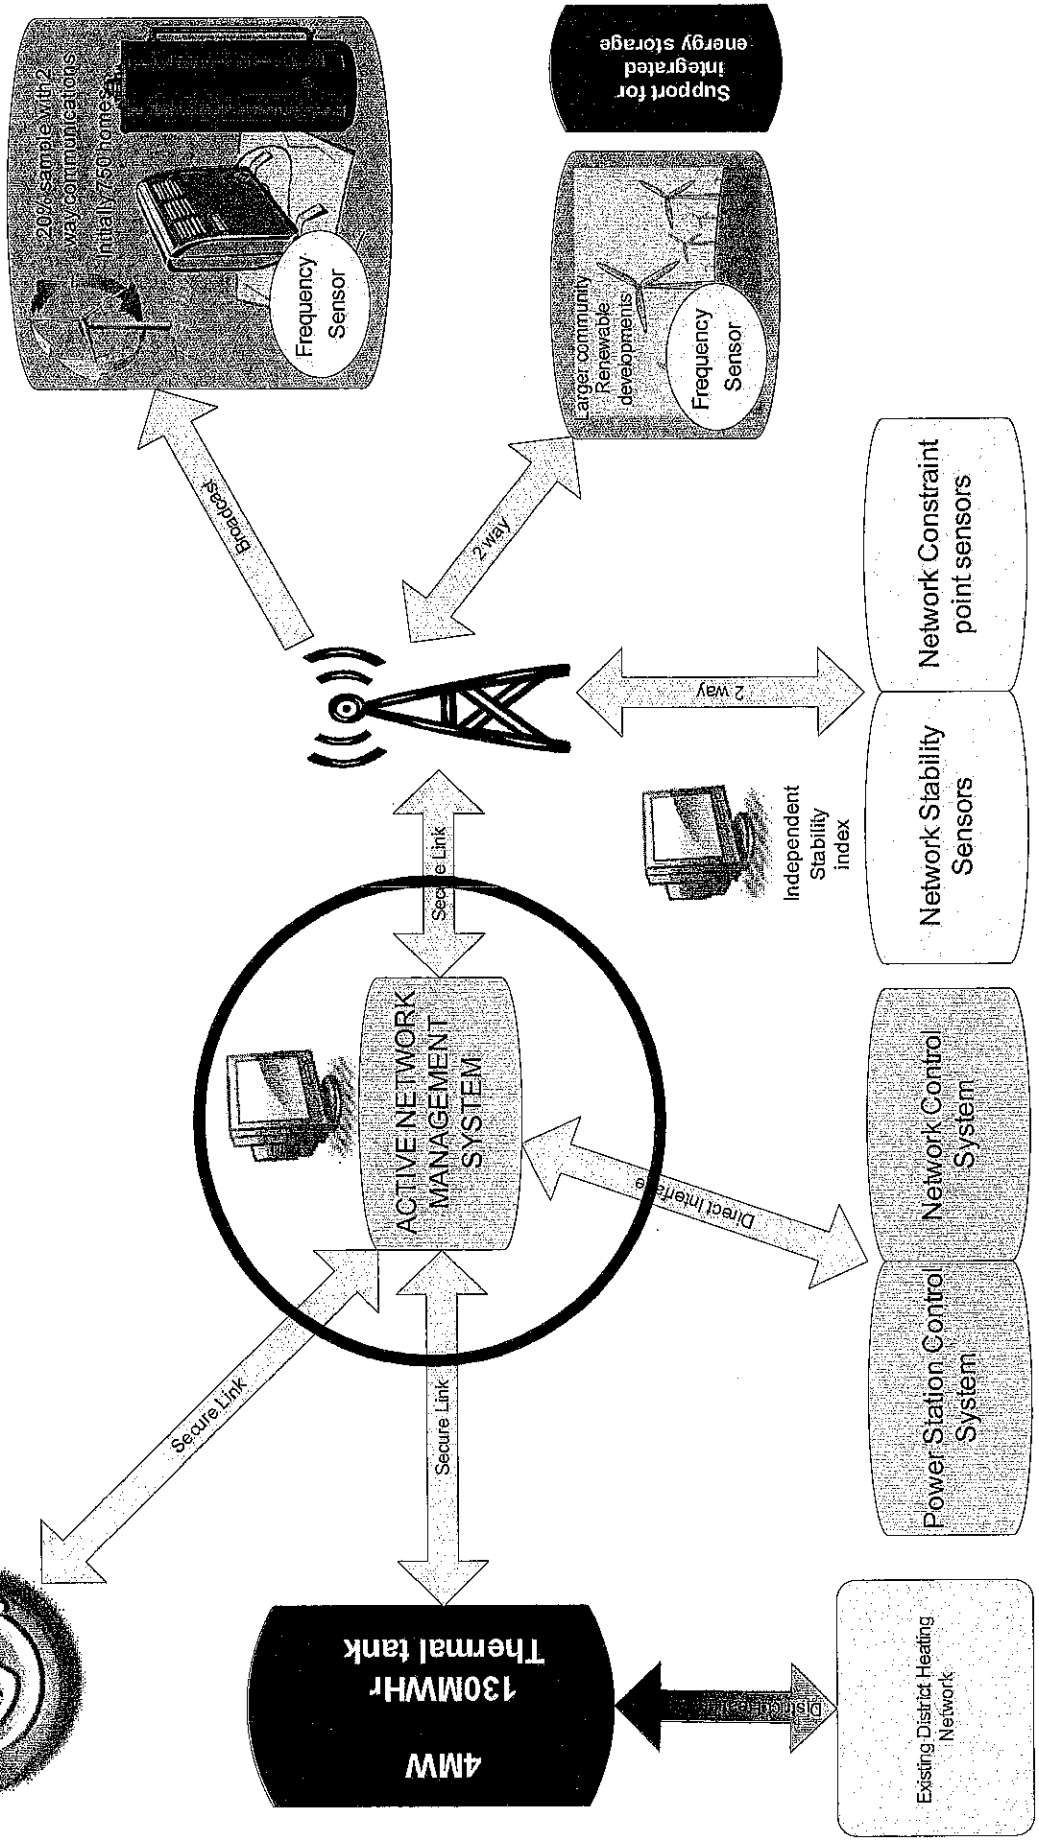 20% sample with 2
way communications
Initially 750 homes
Frequency
Sensor
Support for
integrated
energy storage
Larger community
Renewable
developments
Frequency
Sensor
Broadcast
2 way
2 way
Network Constraint
point sensors
Network Stability
Sensors
Independent
Stability
index
Secure Link
ACTIVE NETWORK
MANAGEMENT
SYSTEM
Direct Interface
Network Control
System
Power Station Control
System
Secure Link
Secure Link
4MW
130MWHr
Thermal tank
Existing District Heating
Network